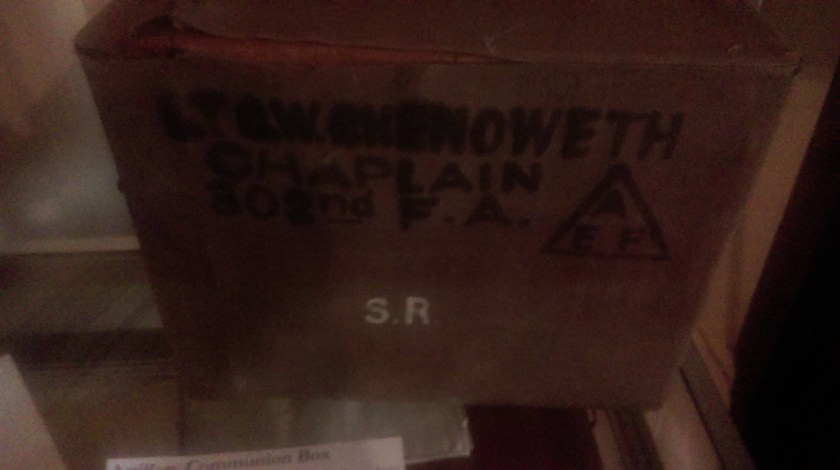 LT C.W. CHENOWETH
CHAPLAIN
302nd F.A.
A
E F
S.R.
Communion Box